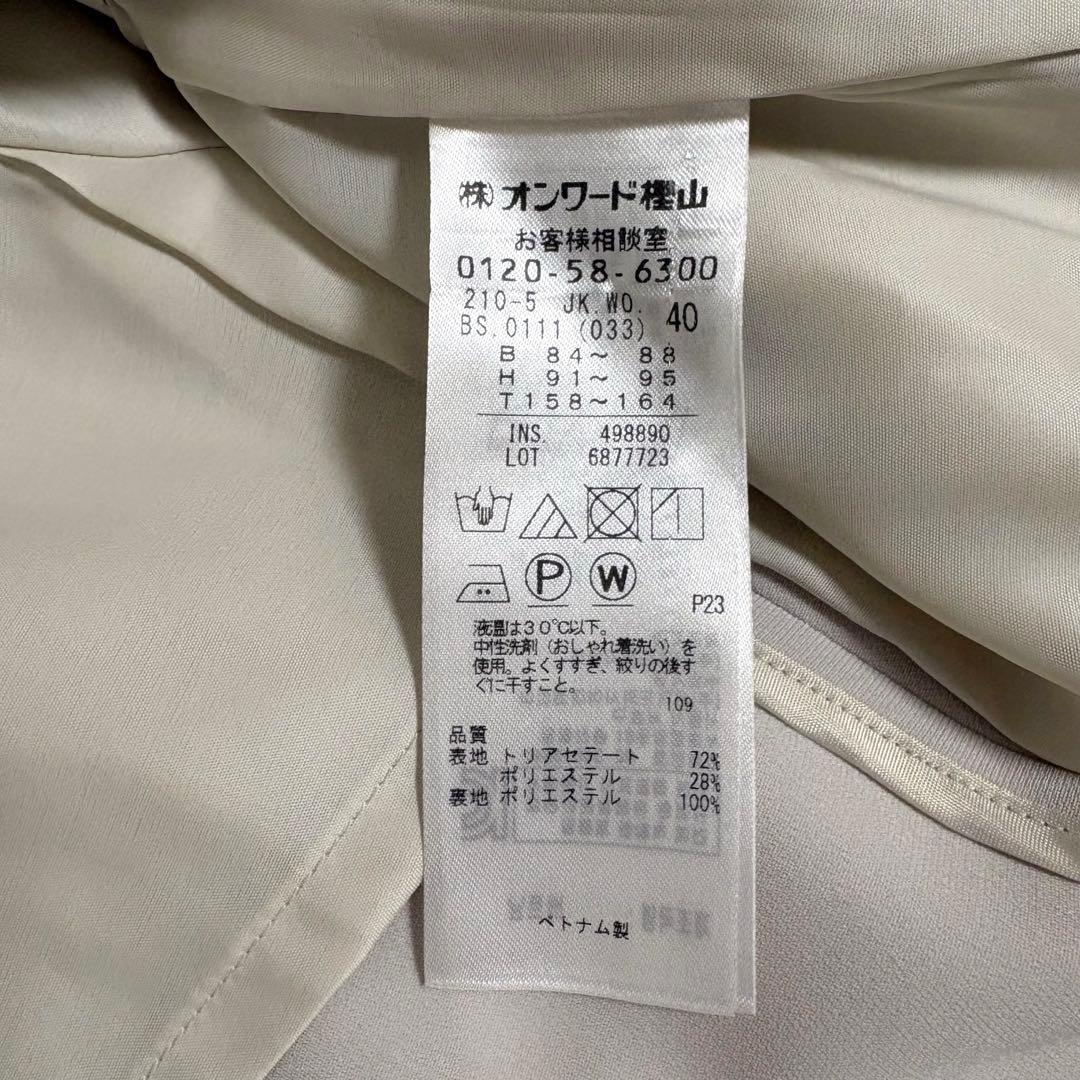 ㈱オンワード樫山
お客様相談室
0120-58-6300
210-5 JK.WO. 40
BS.0111 (033)
B 84~ 88
H 91~ 95
T158~164
INS. 498890
LOT 6877723
P W
P23
液温は30℃以下。
中性洗剤(おしゃれ着洗い)を
使用。よくすすぎ、絞りの後す
ぐに干すこと。
109
品質
表地 トリアセテート 72%
ポリエステル 28%
裏地 ポリエステル 100%
ベトナム製